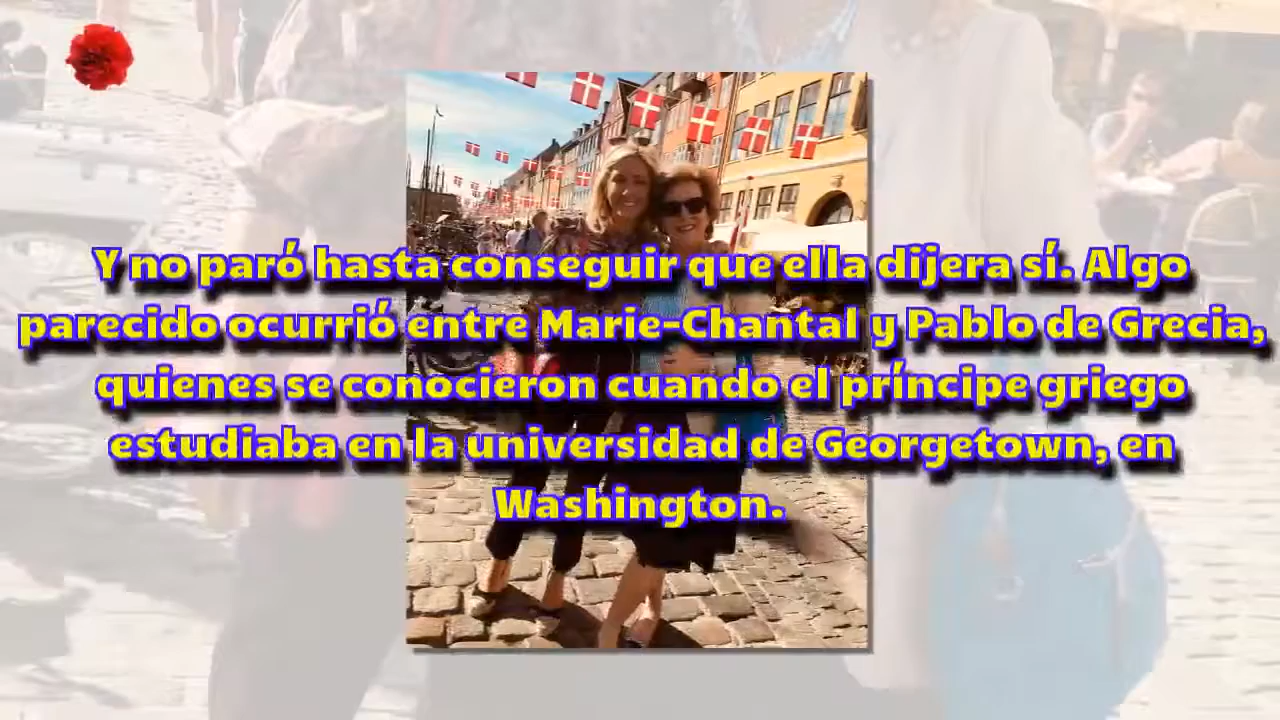 Y no paró hasta conseguir que ella dijera sí. Algo
parecido ocurrió entre Marie-Chantal y Pablo de Grecia,
quienes se conocieron cuando el príncipe griego
estudiaba en la universidad de Georgetown, en
Washington.